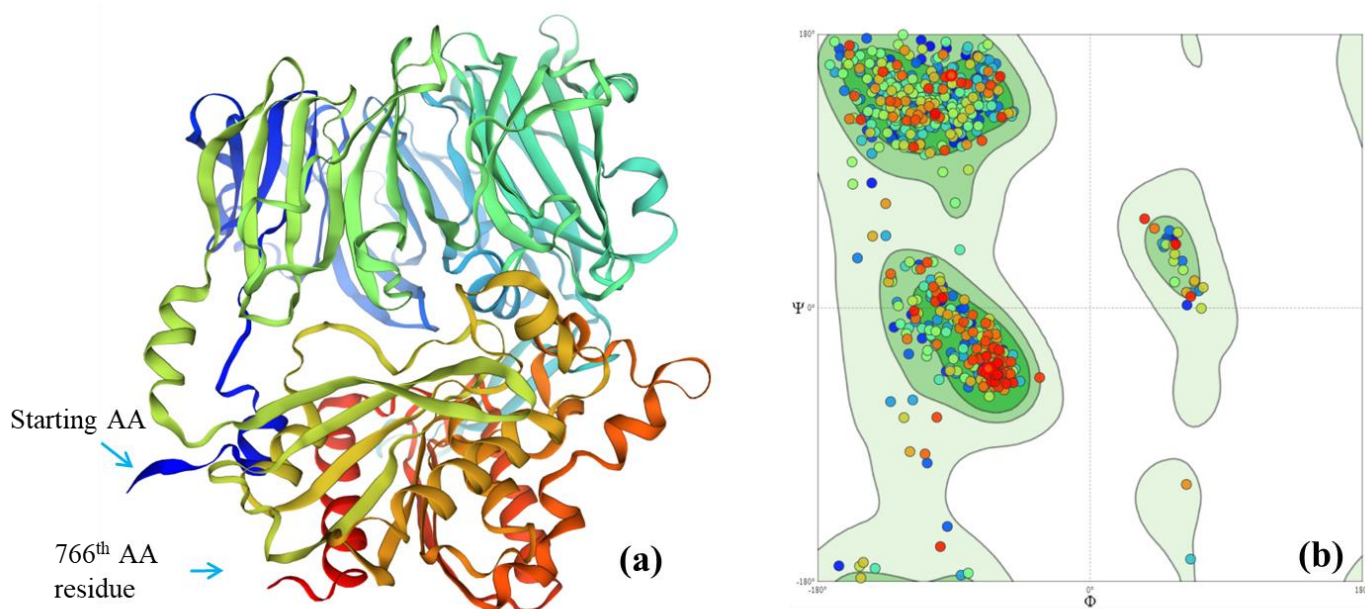 Starting AA
766th AA
residue
(a)
180°
Ψ 0°
-180°
-180°
0°
180°
Φ
(b)